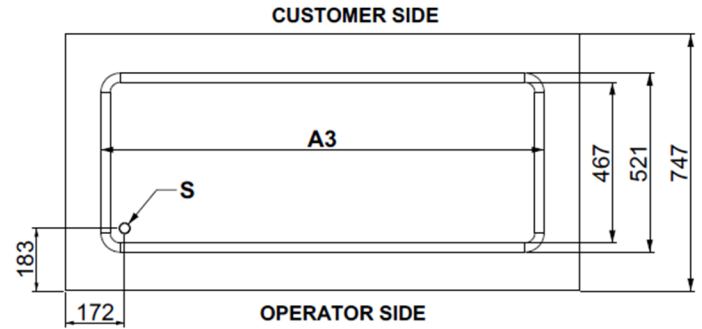 CUSTOMER SIDE
A3
S
467
521
747
183
172
OPERATOR SIDE